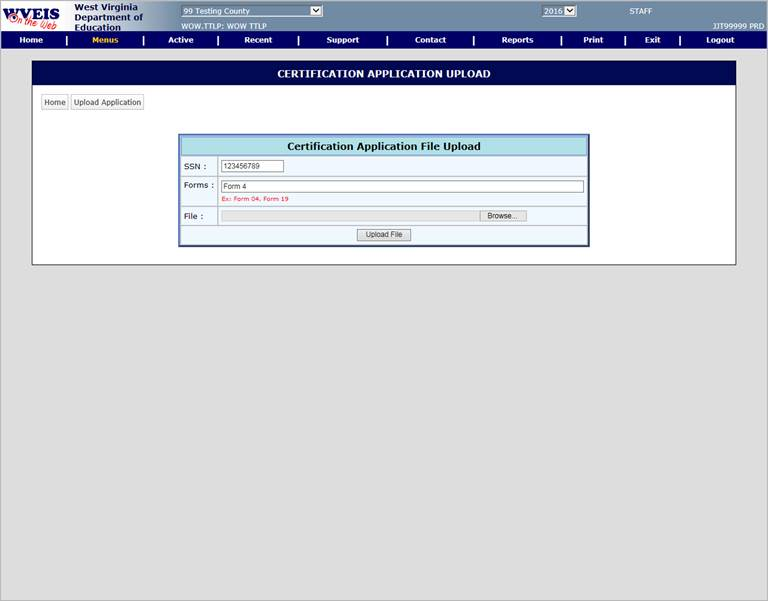 WVEIS
on the Web
West Virginia
Department of
Education
99 Testing County
2016
STAFF
WOW.TTLP: WOW TTLP
JJT99999 PRD
Home | Menus | Active | Recent | Support | Contact | Reports | Print | Exit | Logout
CERTIFICATION APPLICATION UPLOAD
Home Upload Application
Certification Application File Upload
SSN : 123456789
Forms : Form 4
Ex: Form 04, Form 19
File : Browse...
Upload File